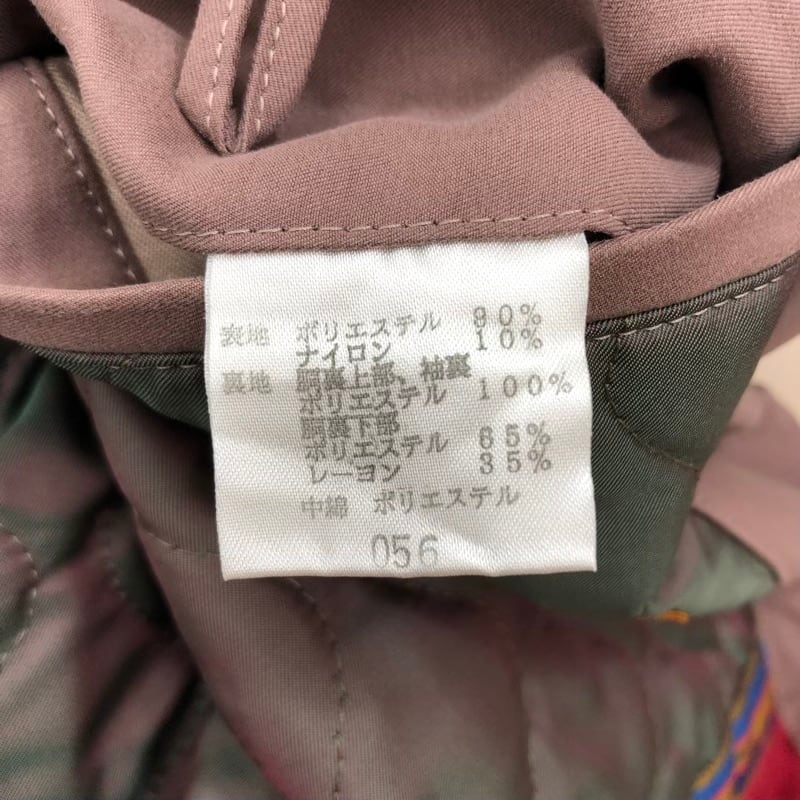 表地 ポリエステル 90%
ナイロン 10%
裏地 胴裏上部、袖裏
ポリエステル 100%
胴裏下部
ポリエステル 65%
レーヨン 35%
中綿 ポリエステル
056